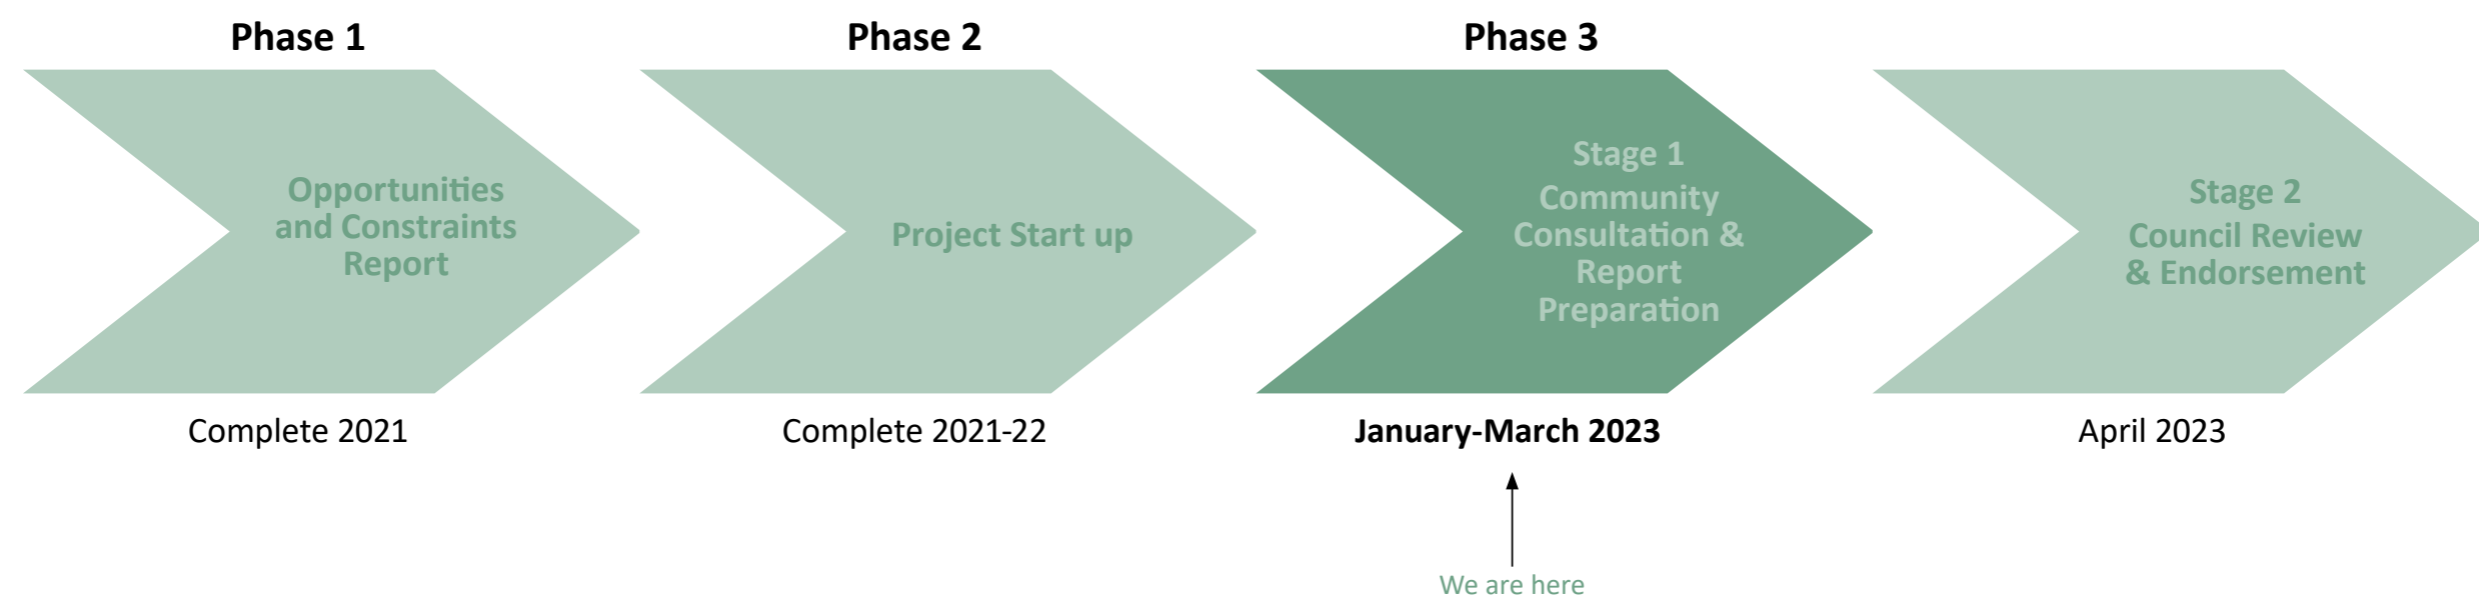 Phase 1
Phase 2
Phase 3
Opportunities
and Constraints
Report
Project Start up
Stage 1
Community
Consultation &
Report
Preparation
Stage 2
Council Review
& Endorsement
Complete 2021
Complete 2021-22
January-March 2023
April 2023
We are here